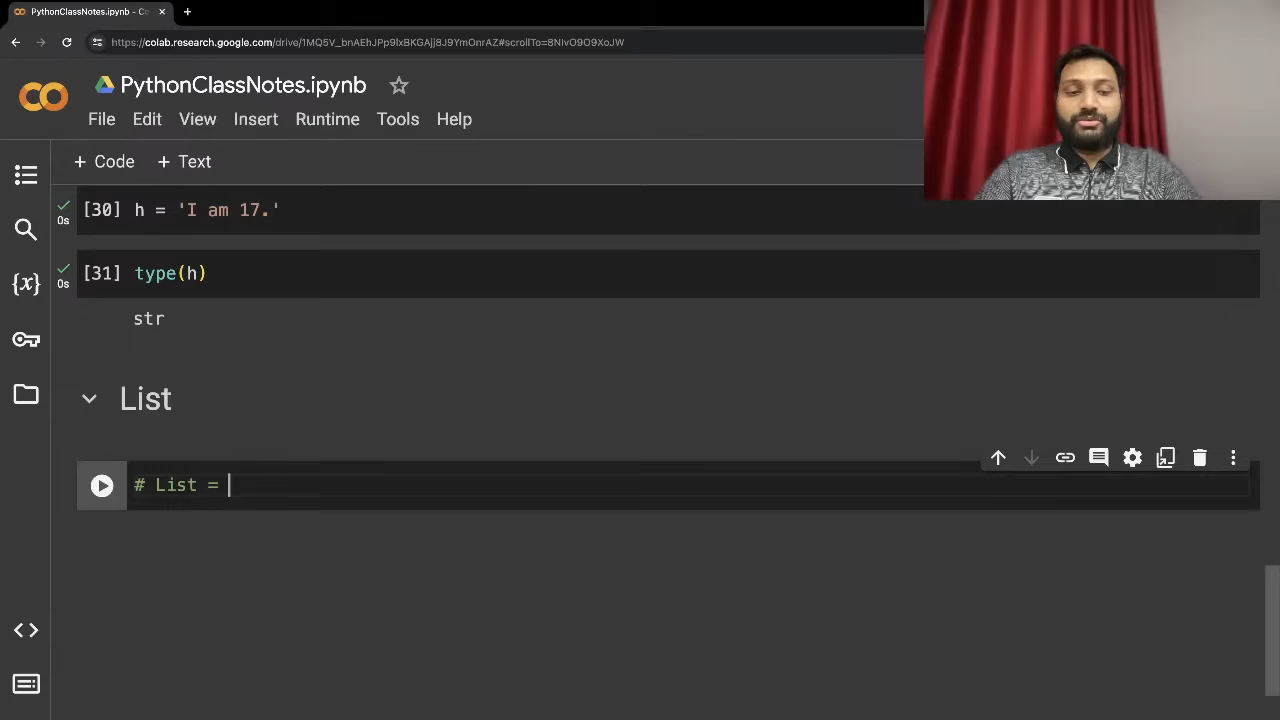 PythonClassNotes.ipynb - Co
https://colab.research.google.com/drive/1MQ5V_bnAEhJPp9lxBKGAjj8J9YmOnrAZ#scrollTo=8NIvO9O9XoJW
PythonClassNotes.ipynb
File Edit View Insert Runtime Tools Help
+ Code + Text
[30] h = 'I am 17.'
0s
[31] type(h)
0s
str
List
# List =